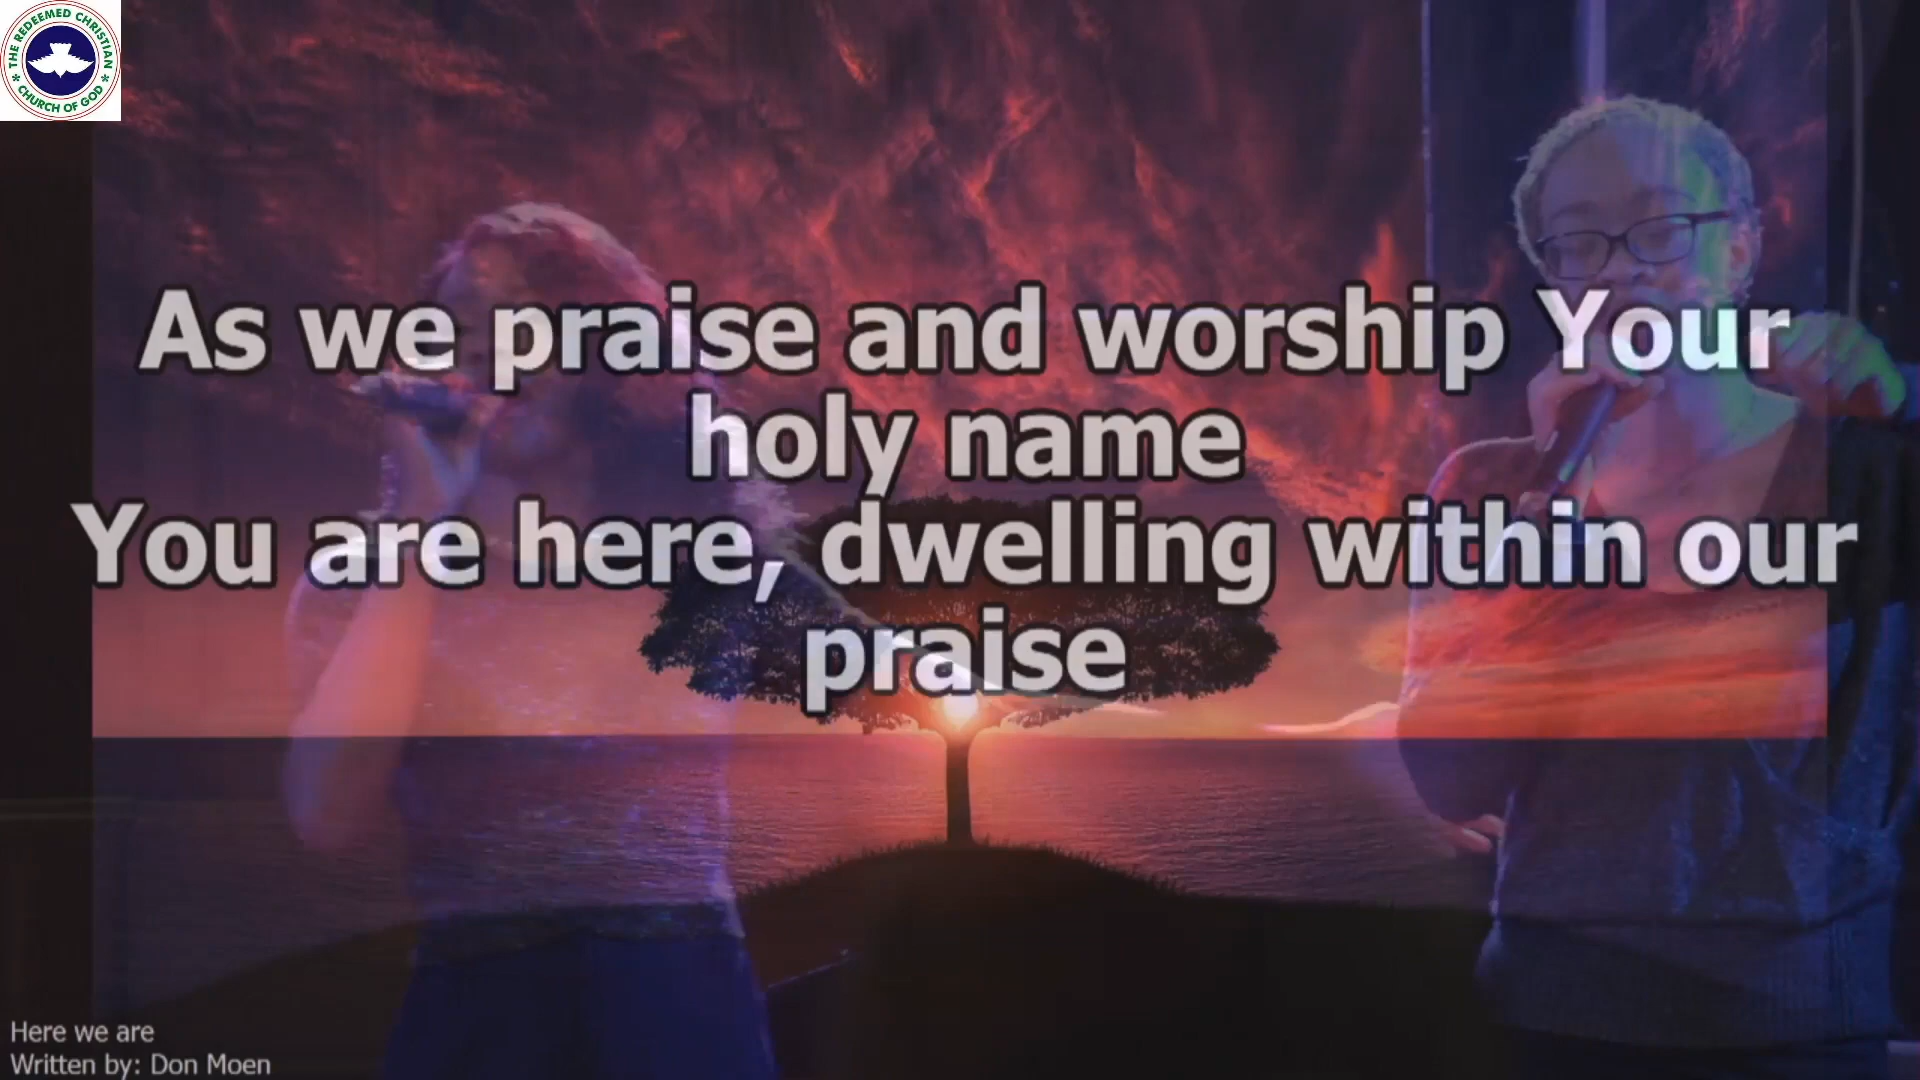 THE REDEEMED CHRISTIAN
CHURCH OF GOD
As we praise and worship Your
holy name
You are here, dwelling within our
praise
Here we are
Written by: Don Moen